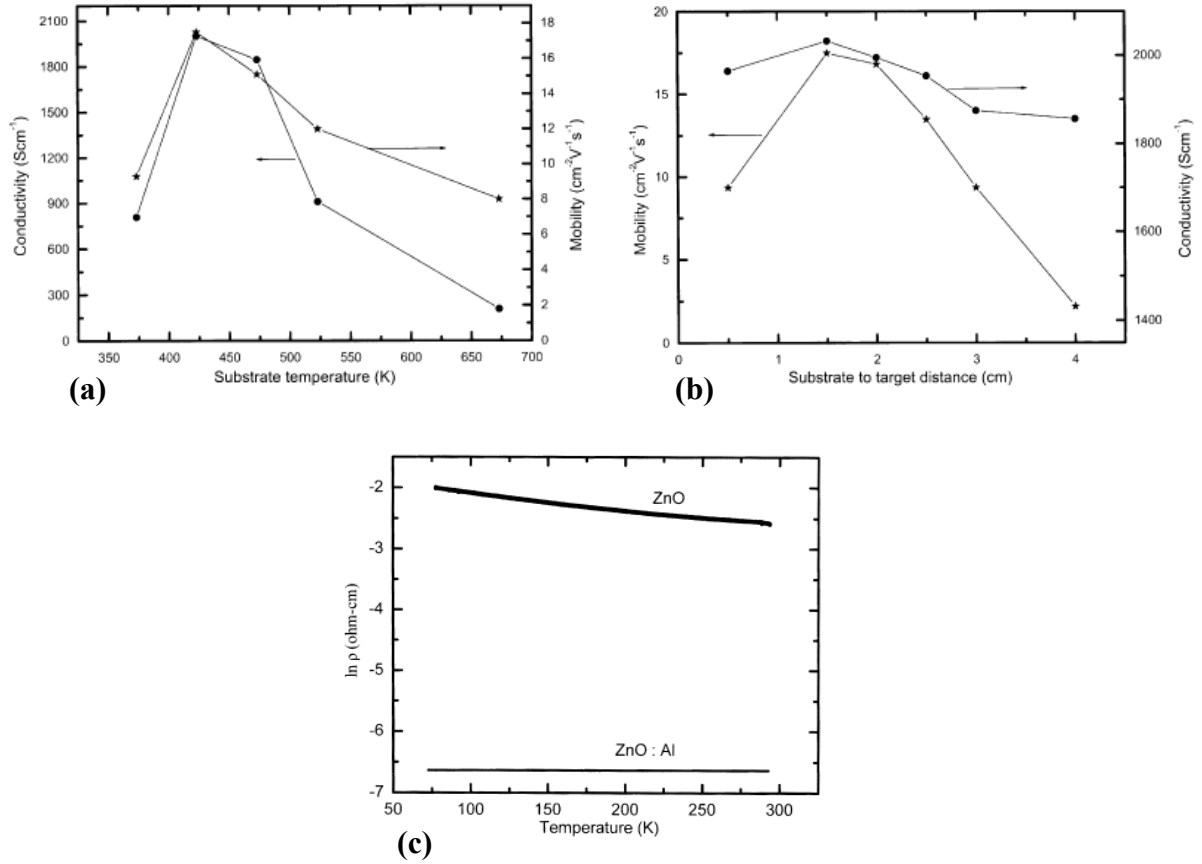 2100
1800
1500
1200
900
600
300
0
Conductivity (Scm⁻¹)
18
16
14
12
10
8
6
4
2
0
Mobility (cm⁻²V⁻¹s⁻¹)
350 400 450 500 550 600 650 700
Substrate temperature (K)
(a)
20
15
10
5
0
Mobility (cm⁻²V⁻¹s⁻¹)
2000
1800
1600
1400
Conductivity (Scm⁻¹)
0 1 2 3 4
Substrate to target distance (cm)
(b)
-2
-3
-4
-5
-6
-7
ln ρ (ohm-cm)
ZnO
ZnO : Al
50 100 150 200 250 300
Temperature (K)
(c)